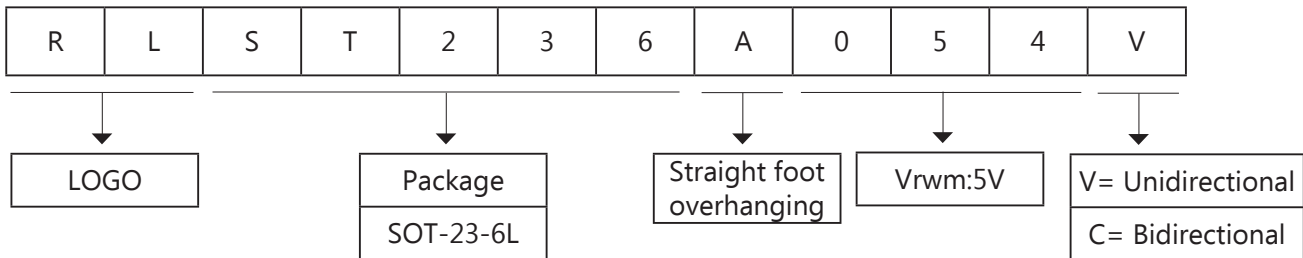 R L S T 2 3 6 A 0 5 4 V
LOGO
Package
SOT-23-6L
Straight foot
overhanging
Vrwm:5V
V= Unidirectional
C= Bidirectional